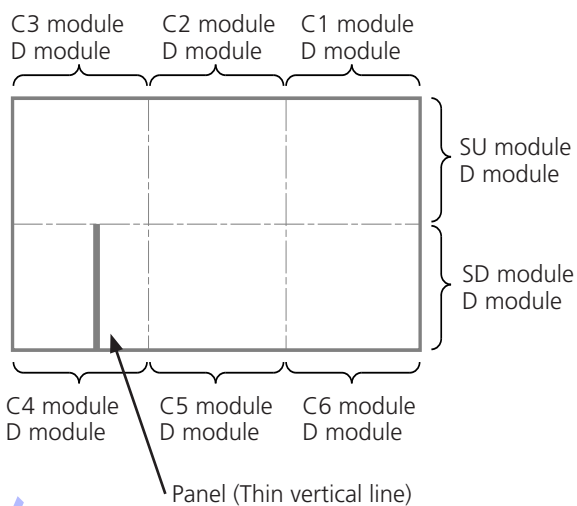 C3 module
D module
C2 module
D module
C1 module
D module
SU module
D module
SD module
D module
C4 module
D module
C5 module
D module
C6 module
D module
Panel (Thin vertical line)